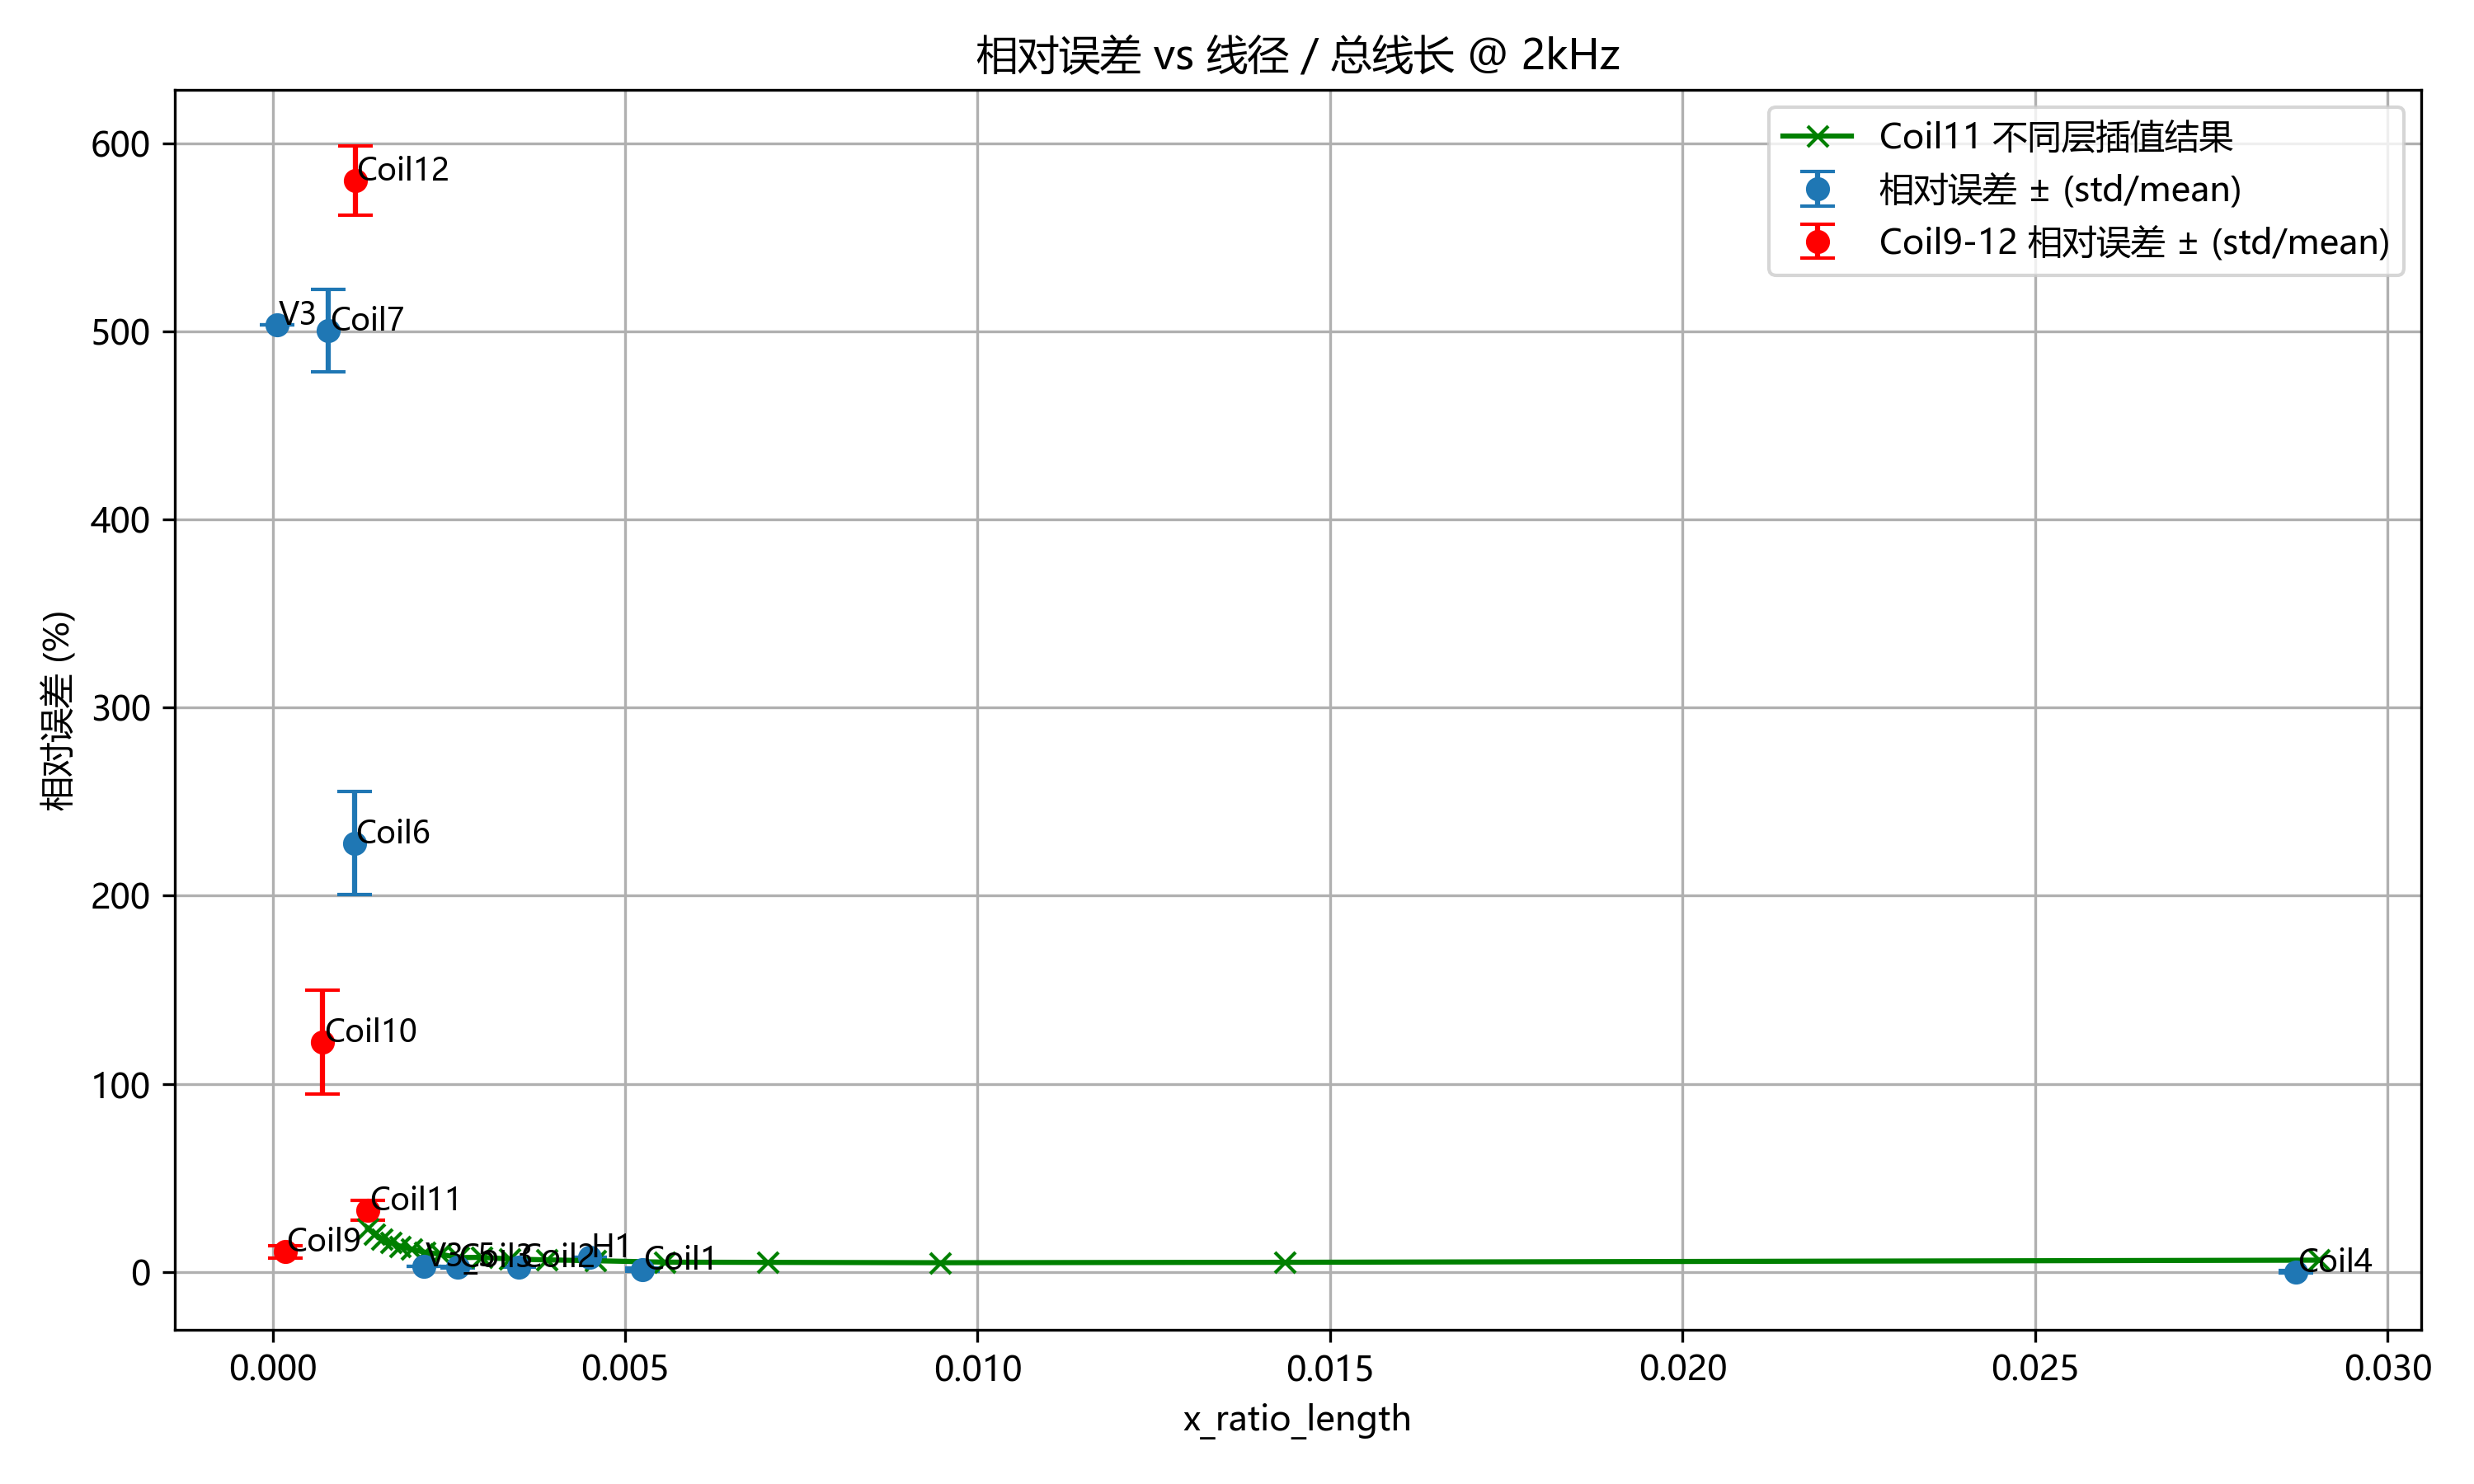 相对误差 vs 线径 / 总线长 @ 2kHz
Coil11 不同层插值结果
相对误差 ± (std/mean)
Coil9-12 相对误差 ± (std/mean)
相对误差 (%)
600
500
400
300
200
100
0
Coil12
V3
Coil7
Coil6
Coil10
Coil11
Coil9
V3_5
Coil3
Coil2
H1
Coil1
Coil4
0.000
0.005
0.010
0.015
0.020
0.025
0.030
x_ratio_length